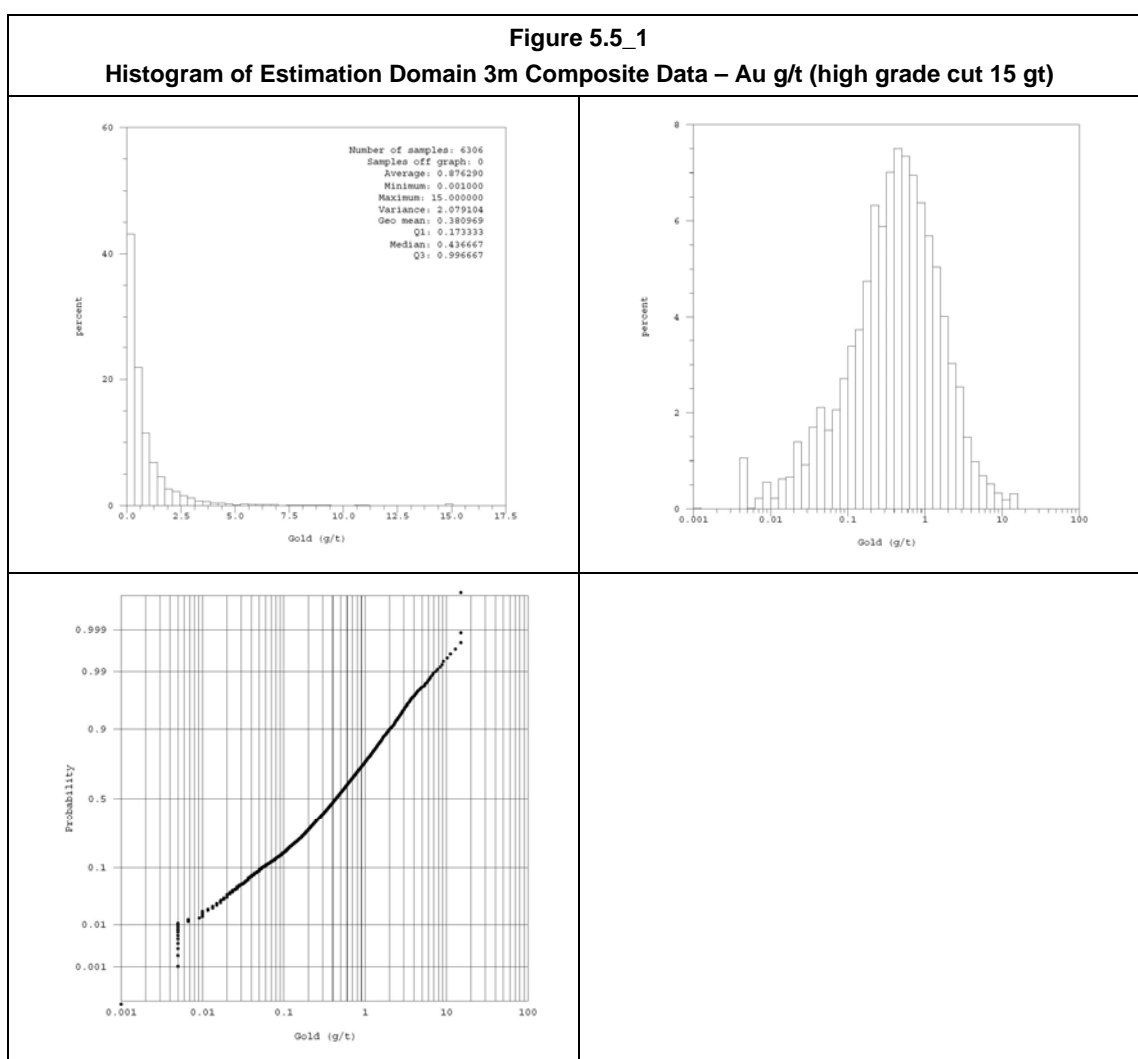 Figure 5.5_1
Histogram of Estimation Domain 3m Composite Data – Au g/t (high grade cut 15 gt)
60
40
20
0
percent
Number of samples: 6306
Samples off graph: 0
Average: 0.876290
Minimum: 0.001000
Maximum: 15.000000
Variance: 2.079104
Geo mean: 0.380969
Q1: 0.173333
Median: 0.436667
Q3: 0.996667
0.0 2.5 5.0 7.5 10.0 12.5 15.0 17.5
Gold (g/t)
8
6
4
2
0
percent
0.001 0.01 0.1 1 10 100
Gold (g/t)
0.999
0.99
0.9
0.5
0.1
0.01
0.001
Probability
0.001 0.01 0.1 1 10 100
Gold (g/t)